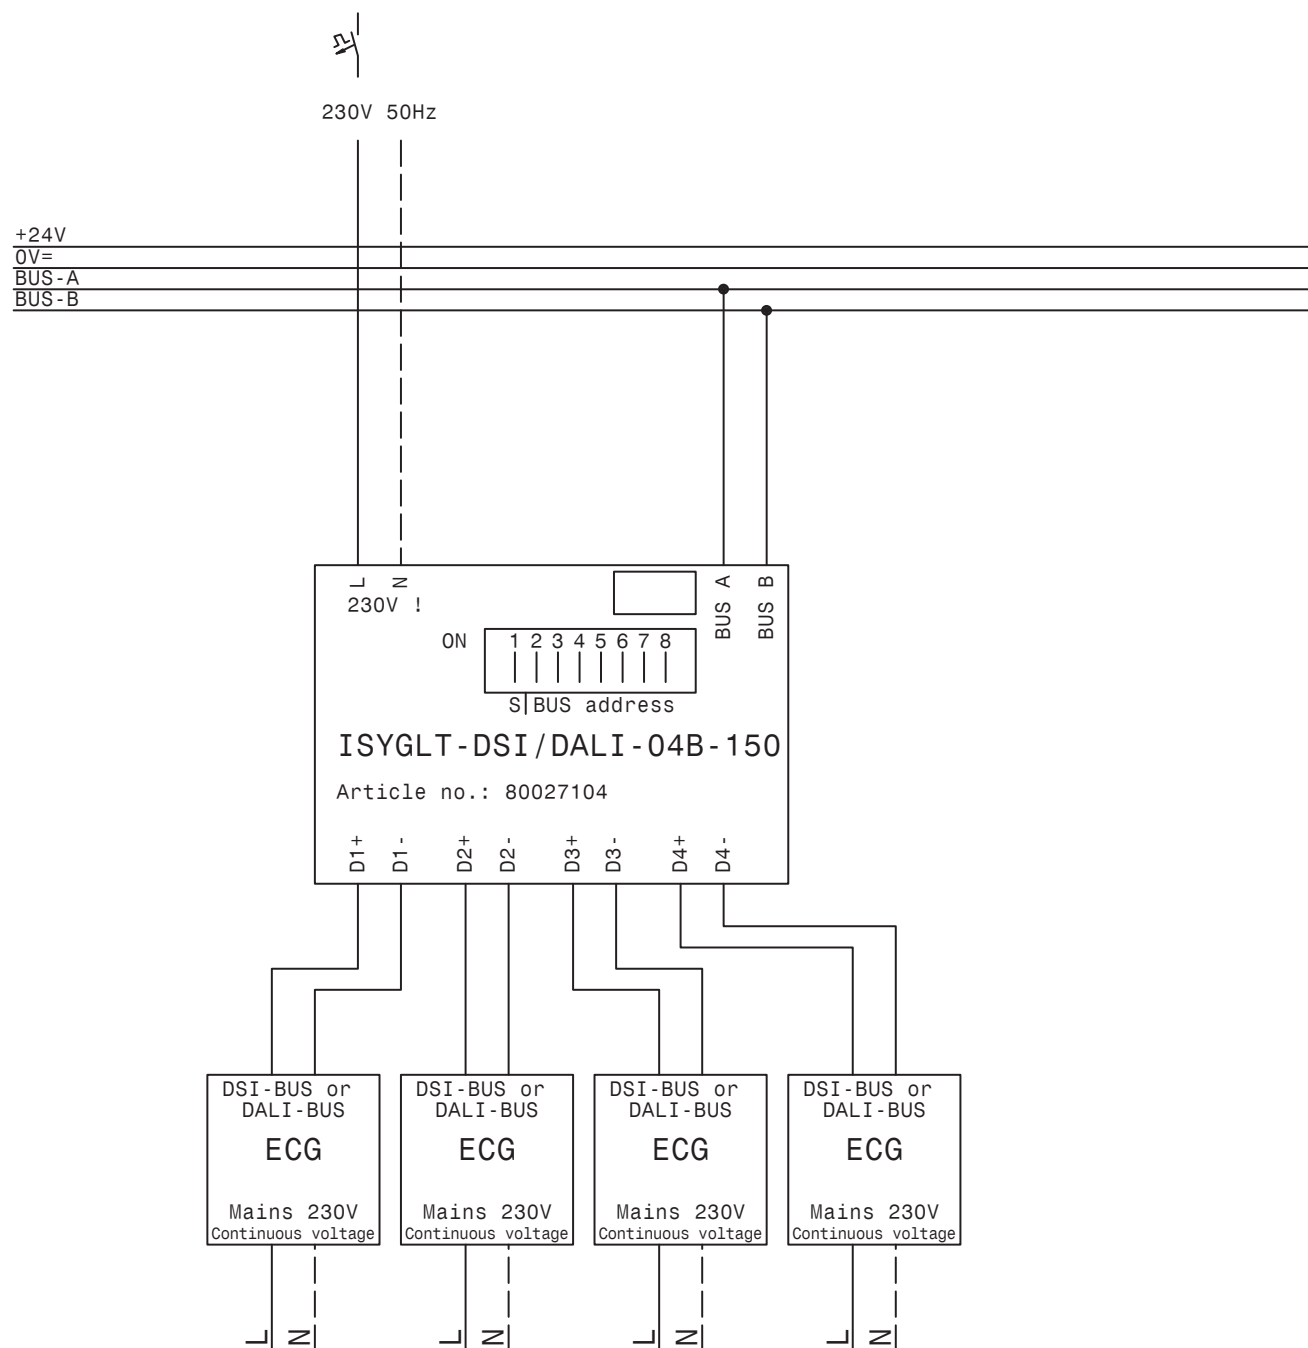 230V 50Hz
+24V
0V=
BUS-A
BUS-B
L N BUS A BUS B
230V !
ON 1 2 3 4 5 6 7 8
S BUS address
ISYGLT-DSI/DALI-04B-150
Article no.: 80027104
D1+ D1- D2+ D2- D3+ D3- D4+ D4-
DSI-BUS or
DALI-BUS
ECG
Mains 230V
Continuous voltage
DSI-BUS or
DALI-BUS
ECG
Mains 230V
Continuous voltage
DSI-BUS or
DALI-BUS
ECG
Mains 230V
Continuous voltage
DSI-BUS or
DALI-BUS
ECG
Mains 230V
Continuous voltage
L N L N L N L N